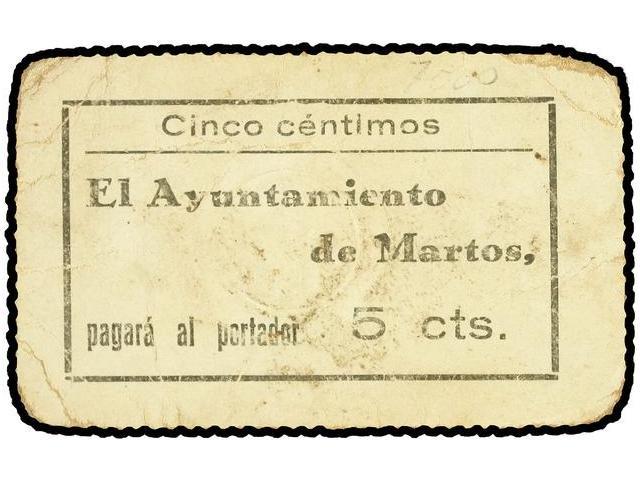 Cinco céntimos
El Ayuntamiento
de Martos,
pagará al portador 5 cts.